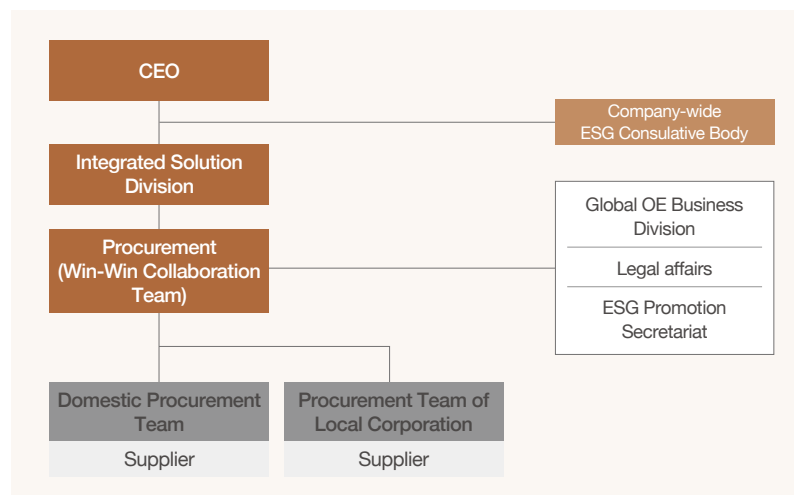 CEO
Company-wide
ESG Consulative Body
Integrated Solution
Division
Global OE Business
Division
Procurement
(Win-Win Collaboration
Team)
Legal affairs
ESG Promotion
Secretariat
Domestic Procurement
Team
Supplier
Procurement Team of
Local Corporation
Supplier